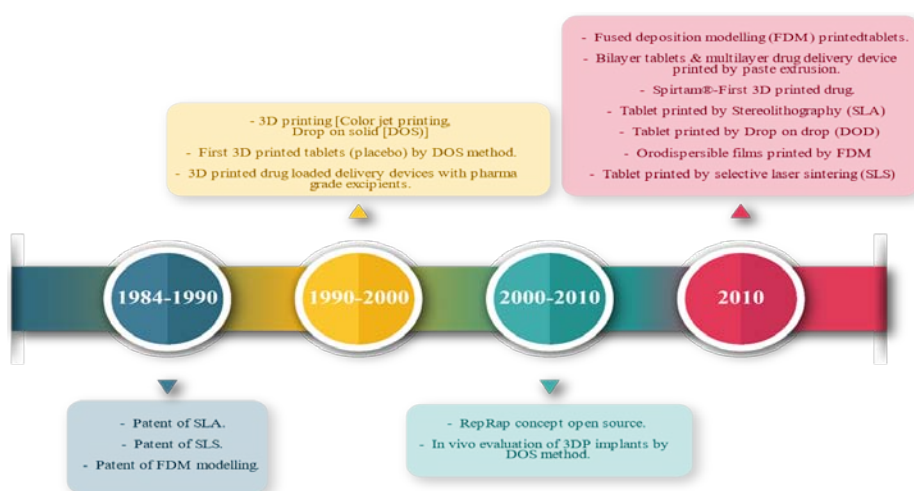 - Fused deposition modelling (FDM) printedtablets.
- Bilayer tablets & multilayer drug delivery device
printed by paste extrusion.
- Spirtam®-First 3D printed drug.
- Tablet printed by Stereolithography (SLA)
- Tablet printed by Drop on drop (DOD)
- Orodispersible films printed by FDM
- Tablet printed by selective laser sintering (SLS)
- 3D printing [Color jet printing,
Drop on solid [DOS)]
- First 3D printed tablets (placebo) by DOS method.
- 3D printed drug loaded delivery devices with pharma
grade excipients.
1984-1990
1990-2000
2000-2010
2010
- Patent of SLA.
- Patent of SLS.
- Patent of FDM modelling.
- RepRap concept open source.
- In vivo evaluation of 3DP implants by
DOS method.